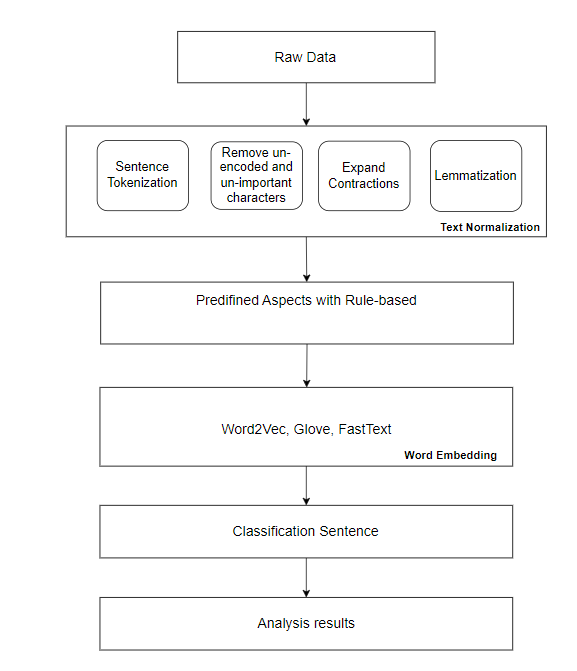 Raw Data
Sentence
Tokenization
Remove un-
encoded and
un-important
characters
Expand
Contractions
Lemmatization
Text Normalization
Predifined Aspects with Rule-based
Word2Vec, Glove, FastText
Word Embedding
Classification Sentence
Analysis results